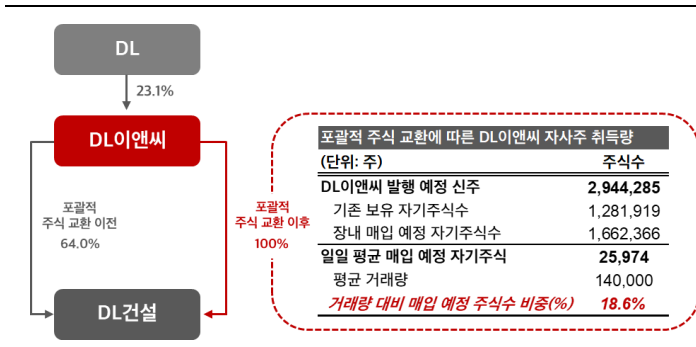 DL
23.1%
DL이앤씨
포괄적
주식 교환 이전
64.0%
포괄적
주식 교환 이후
100%
DL건설
포괄적 주식 교환에 따른 DL이앤씨 자사주 취득량
(단위: 주) 주식수
DL이앤씨 발행 예정 신주 2,944,285
기존 보유 자기주식수 1,281,919
장내 매입 예정 자기주식수 1,662,366
일일 평균 매입 예정 자기주식 25,974
평균 거래량 140,000
거래량 대비 매입 예정 주식수 비중(%) 18.6%